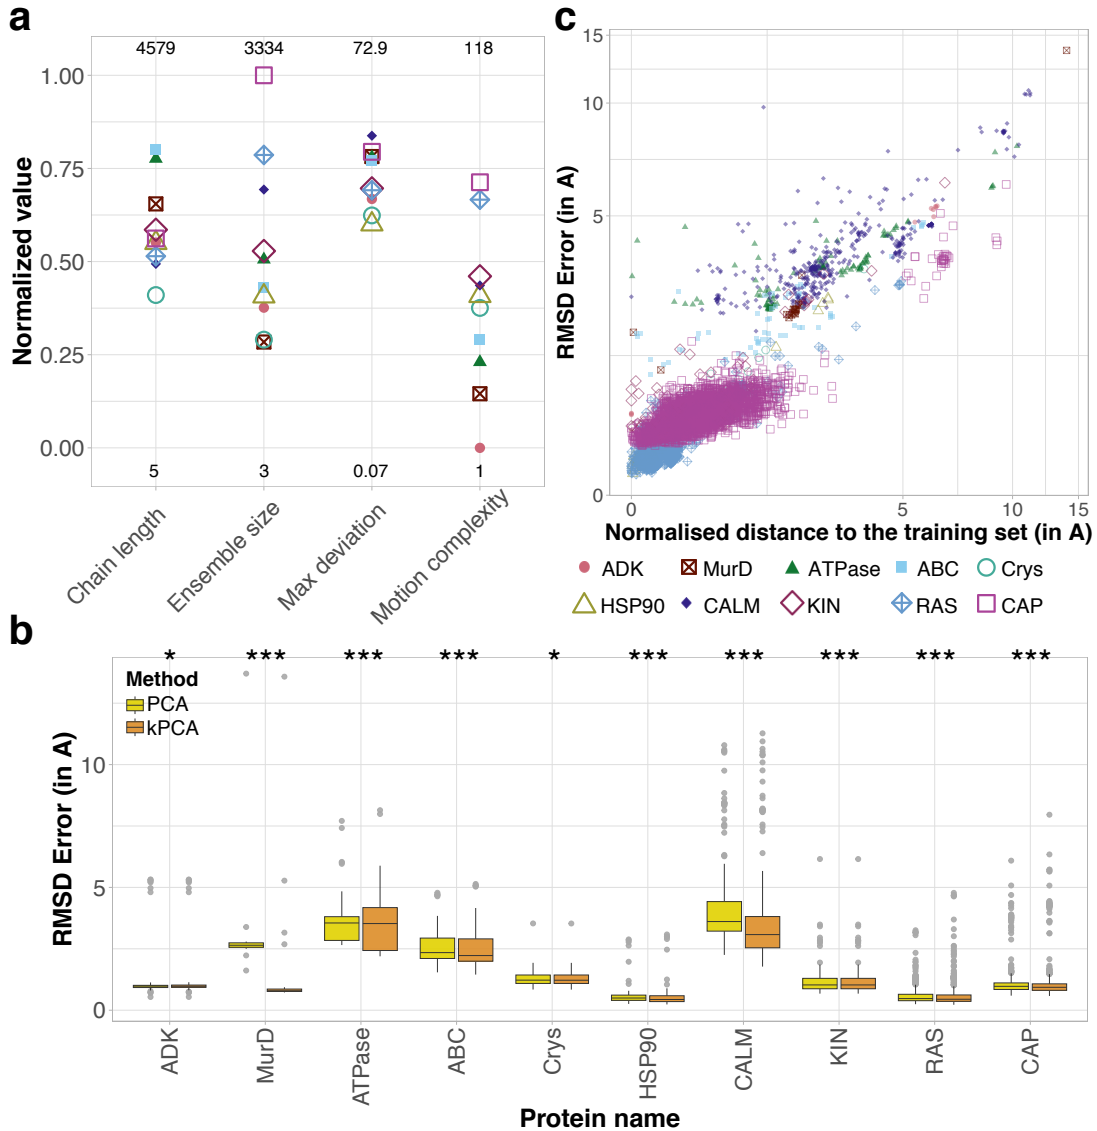 a
4579 3334 72.9 118
1.00
0.75
0.50
0.25
0.00
5 3 0.07 1
Normalized value
Chain length
Ensemble size
Max deviation
Motion complexity
c
15
10
5
0
RMSD Error (in A)
0 5 10 15
Normalised distance to the training set (in A)
ADK MurD ATPase ABC Crys
HSP90 CALM KIN RAS CAP
b
* *** *** *** * *** *** *** *** ***
Method
PCA
kPCA
10
5
0
RMSD Error (in A)
ADK
MurD
ATPase
ABC
Crys
HSP90
CALM
KIN
RAS
CAP
Protein name